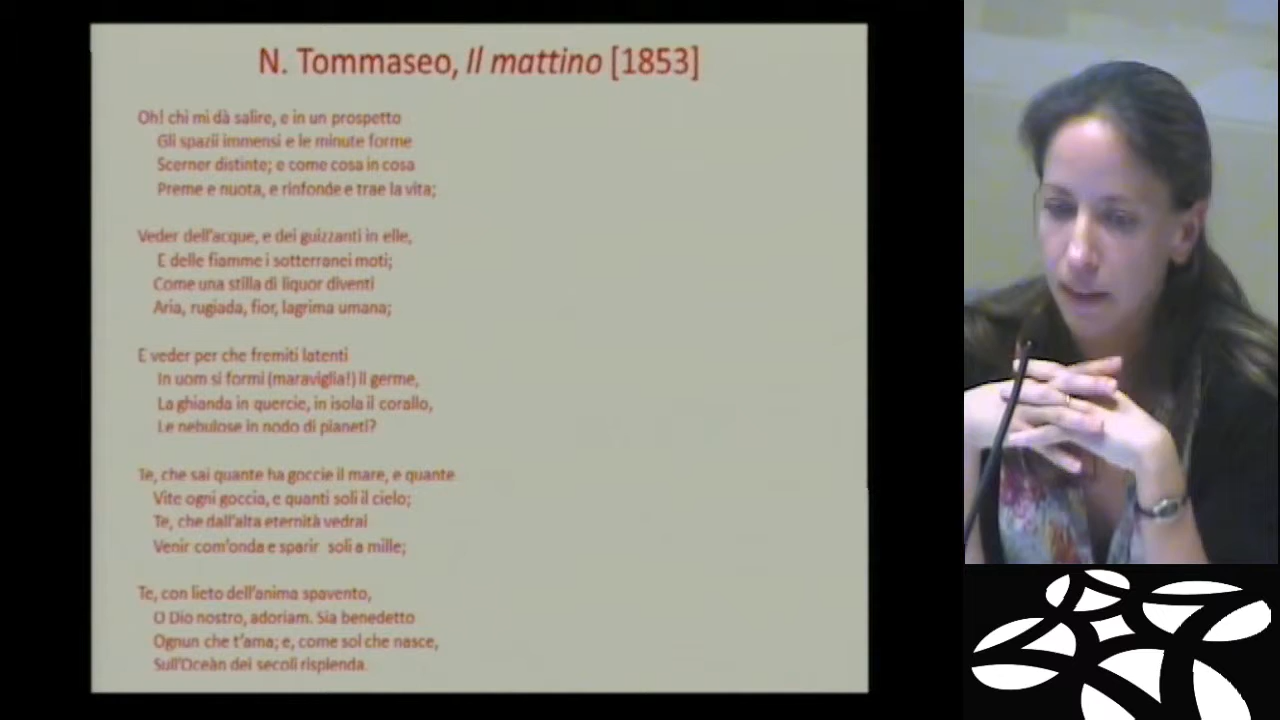 N. Tommaseo, Il mattino [1853]
Oh! chi mi dà salire, e in un prospetto
Gli spazii immensi e le minute forme
Scerner distinte; e come cosa in cosa
Preme e nuota, e rinfonde e trae la vita;
Veder dell'acque, e dei guizzanti in elle,
E delle fiamme i sotterranei moti;
Come una stilla di liquor diventi
Aria, rugiada, fior, lagrima umana;
E veder per che fremiti latenti
In uom si formi (maraviglia!) il germe,
La ghianda in quercie, in isola il corallo,
Le nebulose in nodo di pianeti?
Te, che sai quante ha goccie il mare, e quante
Vite ogni goccia, e quanti soli il cielo;
Te, che dall'alta eternità vedrai
Venir com'onda e sparir soli a mille;
Te, con lieto dell'anima spavento,
O Dio nostro, adoriam. Sia benedetto
Ognun che t'ama; e, come sol che nasce,
Sull'Oceàn dei secoli risplenda.